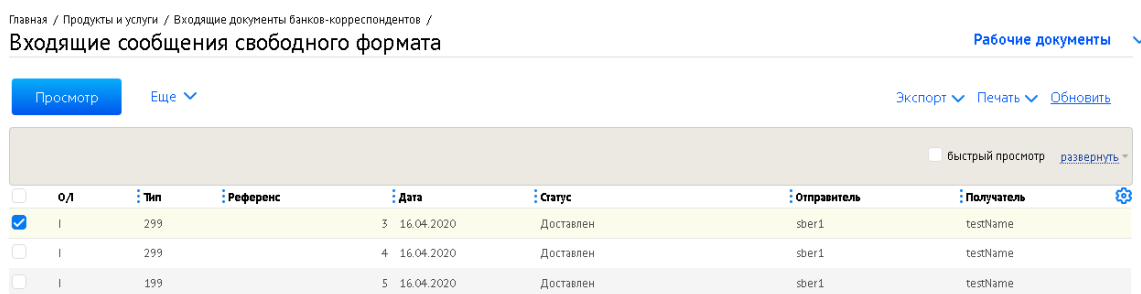 Главная / Продукты и услуги / Входящие документы банков-корреспондентов /
Входящие сообщения свободного формата
Рабочие документы
Просмотр Еще Экспорт Печать Обновить
быстрый просмотр развернуть
О/I Тип Референс Дата Статус Отправитель Получатель
I 299 3 16.04.2020 Доставлен sber1 testName
I 299 4 16.04.2020 Доставлен sber1 testName
I 199 5 16.04.2020 Доставлен sber1 testName